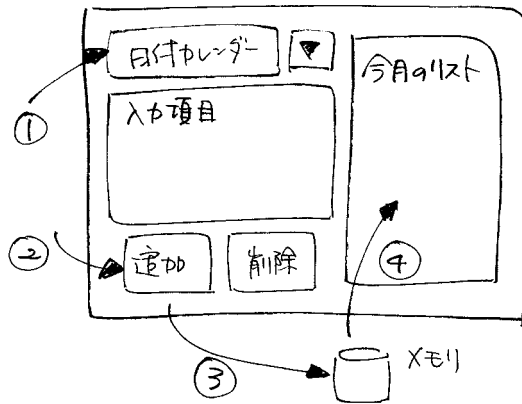 日付カレンダー ▼
今月のリスト
入力項目
①
②
追加
削除
④
③
メモリ